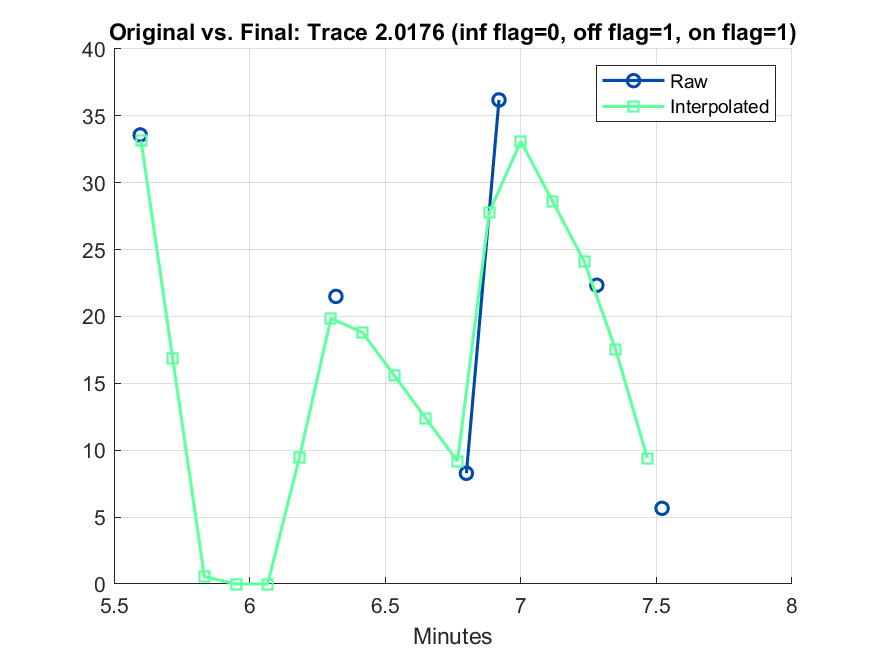 Original vs. Final: Trace 2.0176 (inf flag=0, off flag=1, on flag=1)
40
35
30
25
20
15
10
5
0
Raw
Interpolated
5.5 6 6.5 7 7.5 8
Minutes